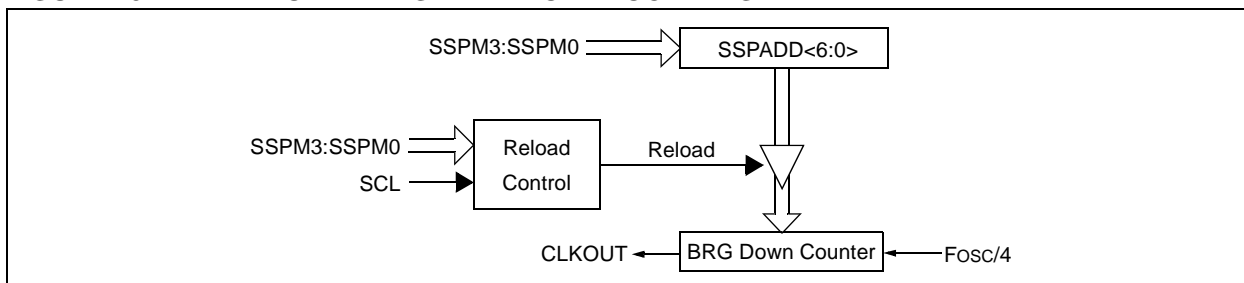 SSPM3:SSPM0
SSPADD<6:0>
SSPM3:SSPM0
SCL
Reload
Control
Reload
CLKOUT
BRG Down Counter
FOSC/4